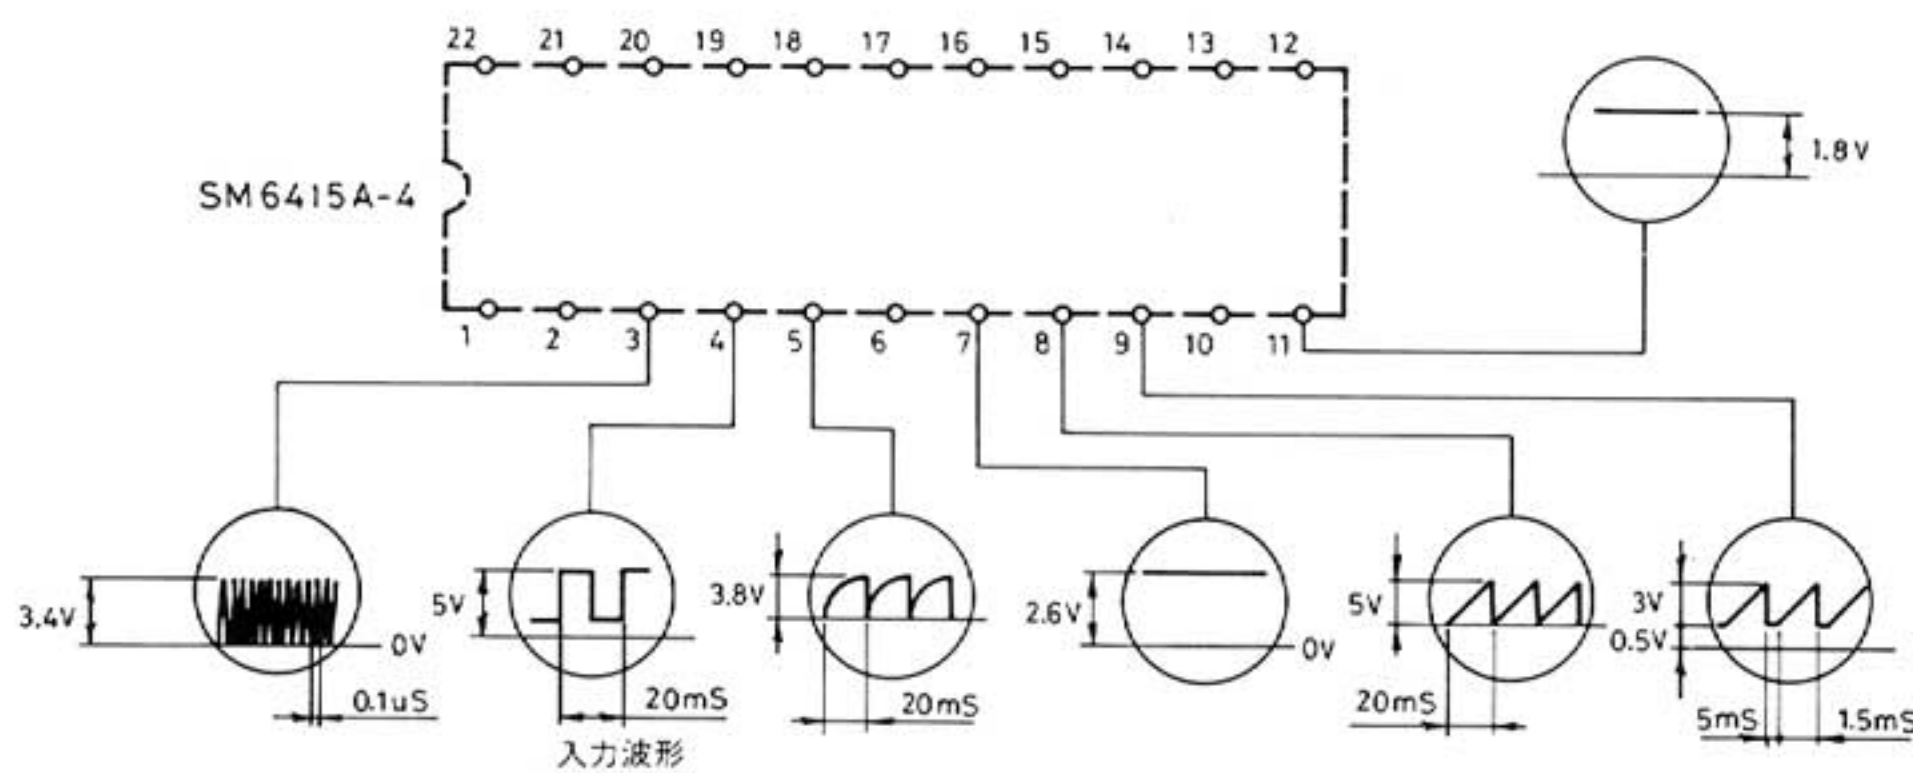 22 21 20 19 18 17 16 15 14 13 12
1.8V
SM6415A-4
1 2 3 4 5 6 7 8 9 10 11
3.4V
0V
0.1uS
5V
20mS
入力波形
3.8V
20mS
2.6V
0V
5V
20mS
3V
0.5V
5mS
1.5mS